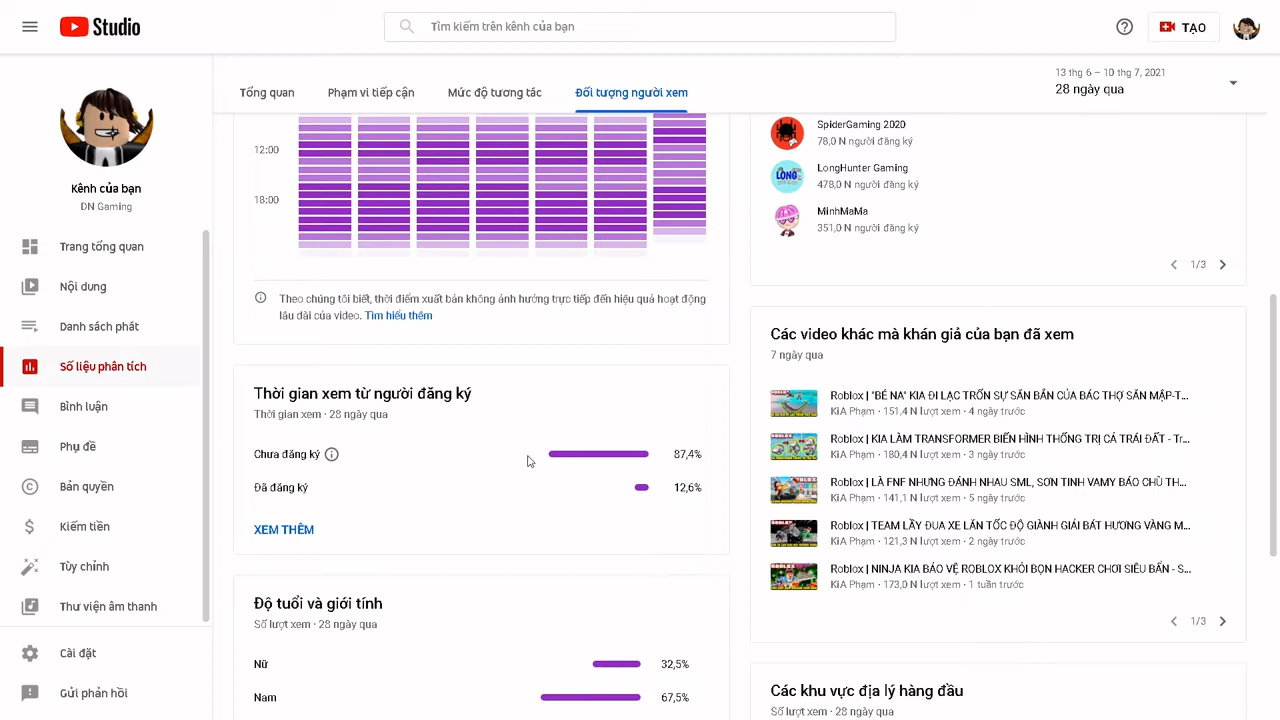 Studio
Tìm kiếm trên kênh của bạn
TẠO
Kênh của bạn
DN Gaming
Trang tổng quan
Nội dung
Danh sách phát
Số liệu phân tích
Bình luận
Phụ đề
Bản quyền
Kiếm tiền
Tùy chỉnh
Thư viện âm thanh
Cài đặt
Gửi phản hồi
Tổng quan
Phạm vi tiếp cận
Mức độ tương tác
Đối tượng người xem
13 thg 6 – 10 thg 7, 2021
28 ngày qua
12:00
18:00
Theo chúng tôi biết, thời điểm xuất bản không ảnh hưởng trực tiếp đến hiệu quả hoạt động
lâu dài của video. Tìm hiểu thêm
Thời gian xem từ người đăng ký
Thời gian xem · 28 ngày qua
Chưa đăng ký 87,4%
Đã đăng ký 12,6%
XEM THÊM
Độ tuổi và giới tính
Số lượt xem · 28 ngày qua
Nữ 32,5%
Nam 67,5%
SpiderGaming 2020
78,0 N người đăng ký
LongHunter Gaming
478,0 N người đăng ký
MinhMaMa
351,0 N người đăng ký
1/3
Các video khác mà khán giả của bạn đã xem
7 ngày qua
Roblox | "BÉ NA" KIA ĐI LẠC TRỐN SỰ SĂN BẮN CỦA BÁC THỢ SĂN MẬP-T...
KiA Phạm · 151,4 N lượt xem · 4 ngày trước
Roblox | KIA LÀM TRANSFORMER BIẾN HÌNH THỐNG TRỊ CẢ TRÁI ĐẤT - Tr...
KiA Phạm · 180,4 N lượt xem · 3 ngày trước
Roblox | LÀ FNF NHƯNG ĐÁNH NHAU SML, SƠN TINH VAMY BÁO CHÙ TH...
KiA Phạm · 141,1 N lượt xem · 5 ngày trước
Roblox | TEAM LẦY ĐUA XE LĂN TỐC ĐỘ GIÀNH GIẢI BÁT HƯƠNG VÀNG M...
KiA Phạm · 121,3 N lượt xem · 2 ngày trước
Roblox | NINJA KIA BẢO VỆ ROBLOX KHỎI BỌN HACKER CHƠI SIÊU BẨN - S...
KiA Phạm · 173,0 N lượt xem · 1 tuần trước
1/3
Các khu vực địa lý hàng đầu
Số lượt xem · 28 ngày qua